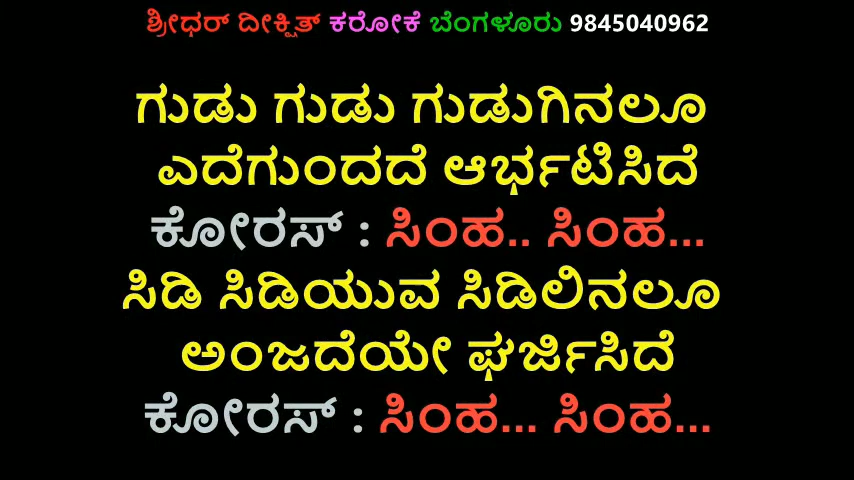 ಶ್ರೀಧರ್ ದೀಕ್ಷಿತ್ ಕರೋಕೆ ಬೆಂಗಳೂರು 9845040962
ಗುಡು ಗುಡು ಗುಡುಗಿನಲೂ
ಎದೆಗುಂದದೆ ಆರ್ಭಟಿಸಿದೆ
ಕೋರಸ್ : ಸಿಂಹ.. ಸಿಂಹ...
ಸಿಡಿ ಸಿಡಿಯುವ ಸಿಡಿಲಿನಲೂ
ಅಂಜದೆಯೇ ಘರ್ಜಿಸಿದೆ
ಕೋರಸ್ : ಸಿಂಹ... ಸಿಂಹ...